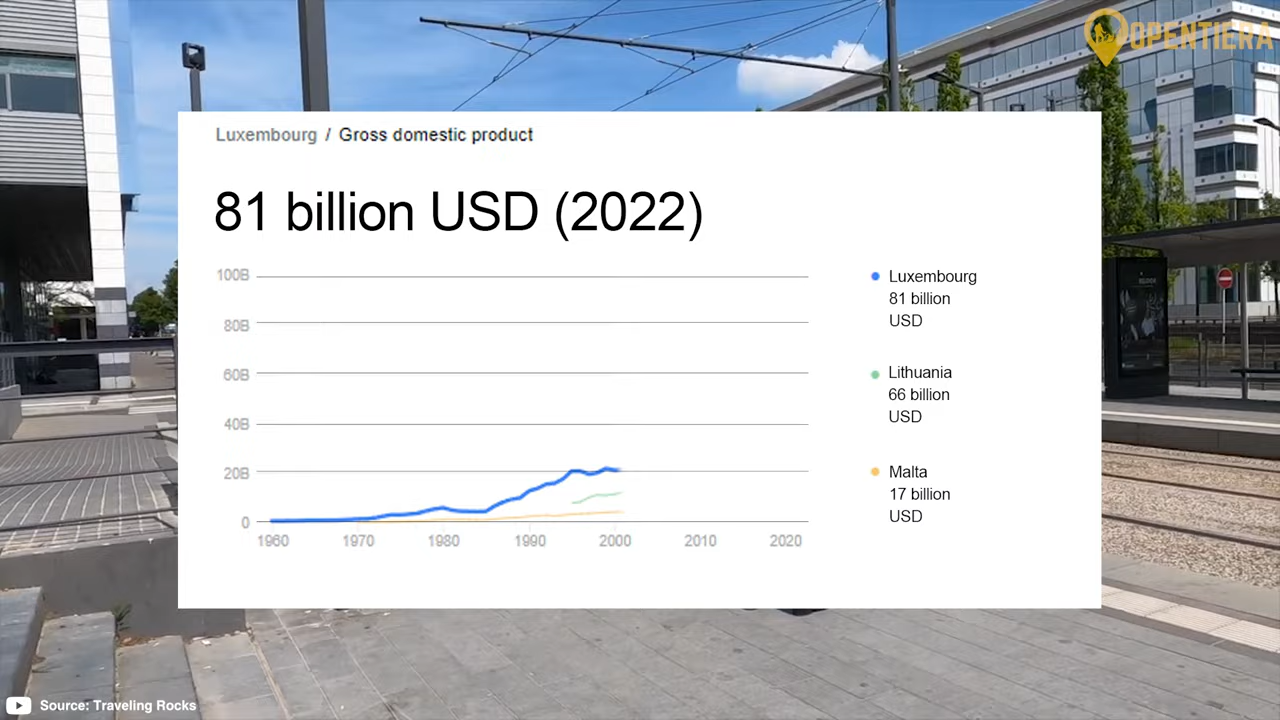 OPENTIERA
Luxembourg / Gross domestic product
81 billion USD (2022)
100B
80B
60B
40B
20B
0
1960 1970 1980 1990 2000 2010 2020
Luxembourg
81 billion
USD
Lithuania
66 billion
USD
Malta
17 billion
USD
Source: Traveling Rocks